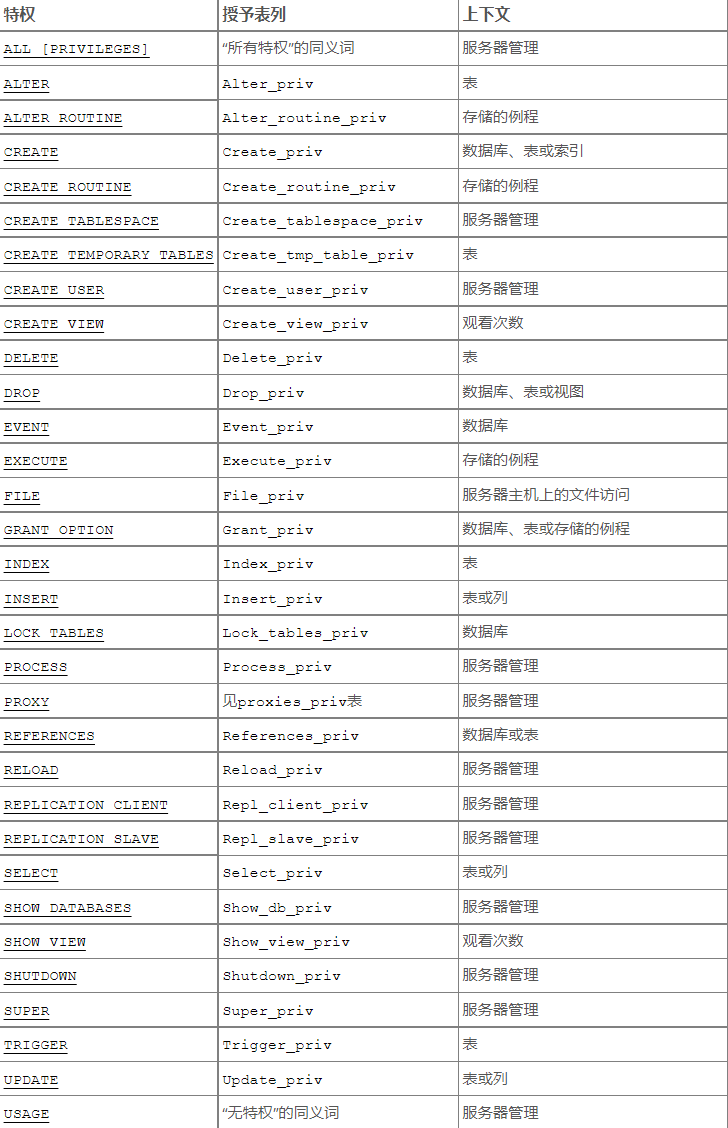 特权 授予表列 上下文
ALL [PRIVILEGES] “所有特权”的同义词 服务器管理
ALTER Alter_priv 表
ALTER ROUTINE Alter_routine_priv 存储的例程
CREATE Create_priv 数据库、表或索引
CREATE ROUTINE Create_routine_priv 存储的例程
CREATE TABLESPACE Create_tablespace_priv 服务器管理
CREATE TEMPORARY TABLES Create_tmp_table_priv 表
CREATE USER Create_user_priv 服务器管理
CREATE VIEW Create_view_priv 观看次数
DELETE Delete_priv 表
DROP Drop_priv 数据库、表或视图
EVENT Event_priv 数据库
EXECUTE Execute_priv 存储的例程
FILE File_priv 服务器主机上的文件访问
GRANT OPTION Grant_priv 数据库、表或存储的例程
INDEX Index_priv 表
INSERT Insert_priv 表或列
LOCK TABLES Lock_tables_priv 数据库
PROCESS Process_priv 服务器管理
PROXY 见proxies_priv表 服务器管理
REFERENCES References_priv 数据库或表
RELOAD Reload_priv 服务器管理
REPLICATION CLIENT Repl_client_priv 服务器管理
REPLICATION SLAVE Repl_slave_priv 服务器管理
SELECT Select_priv 表或列
SHOW DATABASES Show_db_priv 服务器管理
SHOW VIEW Show_view_priv 观看次数
SHUTDOWN Shutdown_priv 服务器管理
SUPER Super_priv 服务器管理
TRIGGER Trigger_priv 表
UPDATE Update_priv 表或列
USAGE “无特权”的同义词 服务器管理